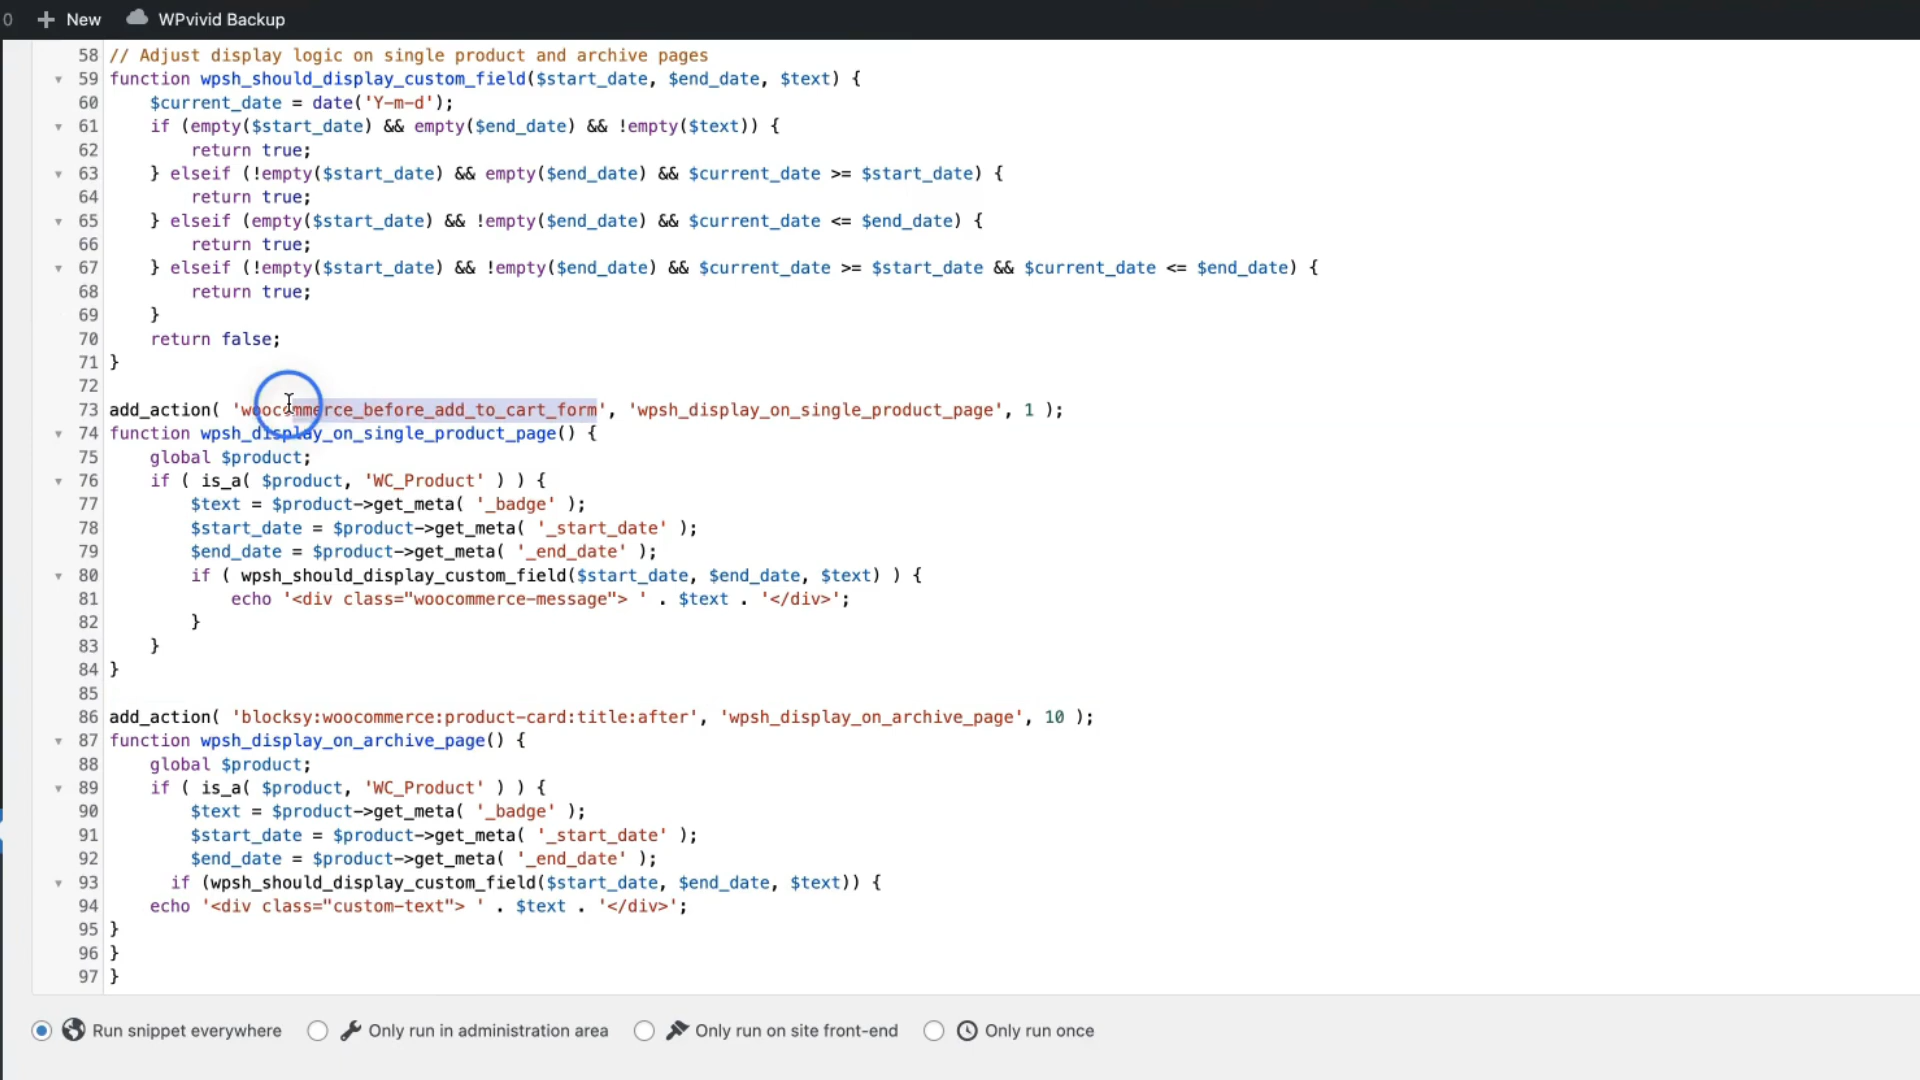 0 + New WPvivid Backup
58 // Adjust display logic on single product and archive pages
59 function wpsh_should_display_custom_field($start_date, $end_date, $text) {
60     $current_date = date('Y-m-d');
61     if (empty($start_date) && empty($end_date) && !empty($text)) {
62         return true;
63     } elseif (!empty($start_date) && empty($end_date) && $current_date >= $start_date) {
64         return true;
65     } elseif (empty($start_date) && !empty($end_date) && $current_date <= $end_date) {
66         return true;
67     } elseif (!empty($start_date) && !empty($end_date) && $current_date >= $start_date && $current_date <= $end_date) {
68         return true;
69     }
70     return false;
71 }
72
73 add_action( 'woocommerce_before_add_to_cart_form', 'wpsh_display_on_single_product_page', 1 );
74 function wpsh_display_on_single_product_page() {
75     global $product;
76     if ( is_a( $product, 'WC_Product' ) ) {
77         $text = $product->get_meta( '_badge' );
78         $start_date = $product->get_meta( '_start_date' );
79         $end_date = $product->get_meta( '_end_date' );
80         if ( wpsh_should_display_custom_field($start_date, $end_date, $text) ) {
81             echo '<div class="woocommerce-message"> ' . $text . '</div>';
82         }
83     }
84 }
85
86 add_action( 'blocksy:woocommerce:product-card:title:after', 'wpsh_display_on_archive_page', 10 );
87 function wpsh_display_on_archive_page() {
88     global $product;
89     if ( is_a( $product, 'WC_Product' ) ) {
90         $text = $product->get_meta( '_badge' );
91         $start_date = $product->get_meta( '_start_date' );
92         $end_date = $product->get_meta( '_end_date' );
93       if (wpsh_should_display_custom_field($start_date, $end_date, $text)) {
94     echo '<div class="custom-text"> ' . $text . '</div>';
95 }
96 }
97 }
Run snippet everywhere Only run in administration area Only run on site front-end Only run once